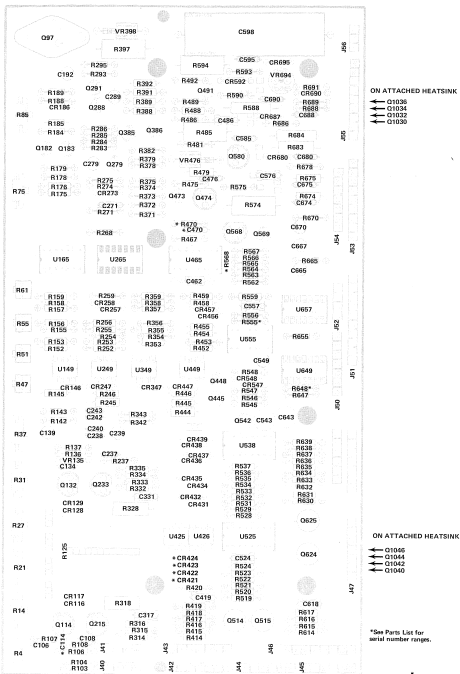 Q97
VR398
R397
C598
J56
R295
R293
C192
Q291
C289
R392
R391
R389
R388
R594
C595
R593
CR592
CR695
VR694
R492
R591
R590
R691
CR690
R689
R688
C688
ON ATTACHED HEATSINK
Q1036
Q1034
Q1032
Q1030
R189
R188
CR186
Q288
R489
R488
C690
R588
CR687
R686
R85
R185
R184
R286
R285
R284
R283
Q385
Q386
R486
C486
R485
R481
C585
R684
R683
J55
Q182
Q183
R382
R379
R378
VR476
Q580
CR680
C680
R678
C279
Q279
R179
R178
R176
R175
R275
R274
CR273
R375
R374
R373
R372
R371
R479
C476
R475
C576
R575
R675
C675
R75
Q473
Q474
R574
R674
C674
C271
R271
R670
*R470
*C470
R467
R268
Q568
Q569
C670
C667
J54
J53
U165
U265
U465
*R568
R567
R566
R565
R564
R563
R562
R665
C665
C462
R61
R159
R158
R157
R259
CR258
CR257
R359
R358
R357
R459
R458
CR457
CR456
R559
C557
R556
R555*
U657
R55
R156
R155
R256
R255
R254
R253
R252
R356
R355
R354
R353
R455
R454
R453
R452
U555
R655
J52
R153
R152
R51
C549
U149
U249
U349
U449
R548
CR548
CR547
R547
R546
R545
U649
J51
R47
CR146
R145
CR247
R246
R245
CR347
CR447
R446
R445
R444
Q448
Q445
R648*
R647
J50
R143
R142
C243
C242
R343
R342
Q542
C543
C643
R37
C139
C240
C238
C239
CR439
CR438
U538
R639
R638
R637
R636
R635
R634
R633
R632
R631
R630
R137
R136
VR135
C134
C237
R237
CR437
CR436
R335
R334
R333
R332
C331
R537
R536
R535
R534
R533
R532
R531
R529
R528
R31
Q132
Q233
CR435
CR434
CR432
CR431
CR129
CR128
R328
Q625
R27
R125
U425
U426
U525
Q624
ON ATTACHED HEATSINK
Q1046
Q1044
Q1042
Q1040
*CR424
*CR423
*CR422
*CR421
R420
C524
R524
R523
R522
R521
R520
R519
R21
J47
CR117
CR116
R318
C419
R419
R418
R417
R416
R415
R414
C618
R617
R616
R615
R614
R14
C317
R316
R315
R314
Q114
Q215
Q514
Q515
*See Parts List for
serial number ranges.
R4
R107
C106
*C114
C108
R108
R106
R104
R103
J41
J40
J43
J42
J44
J46
J45